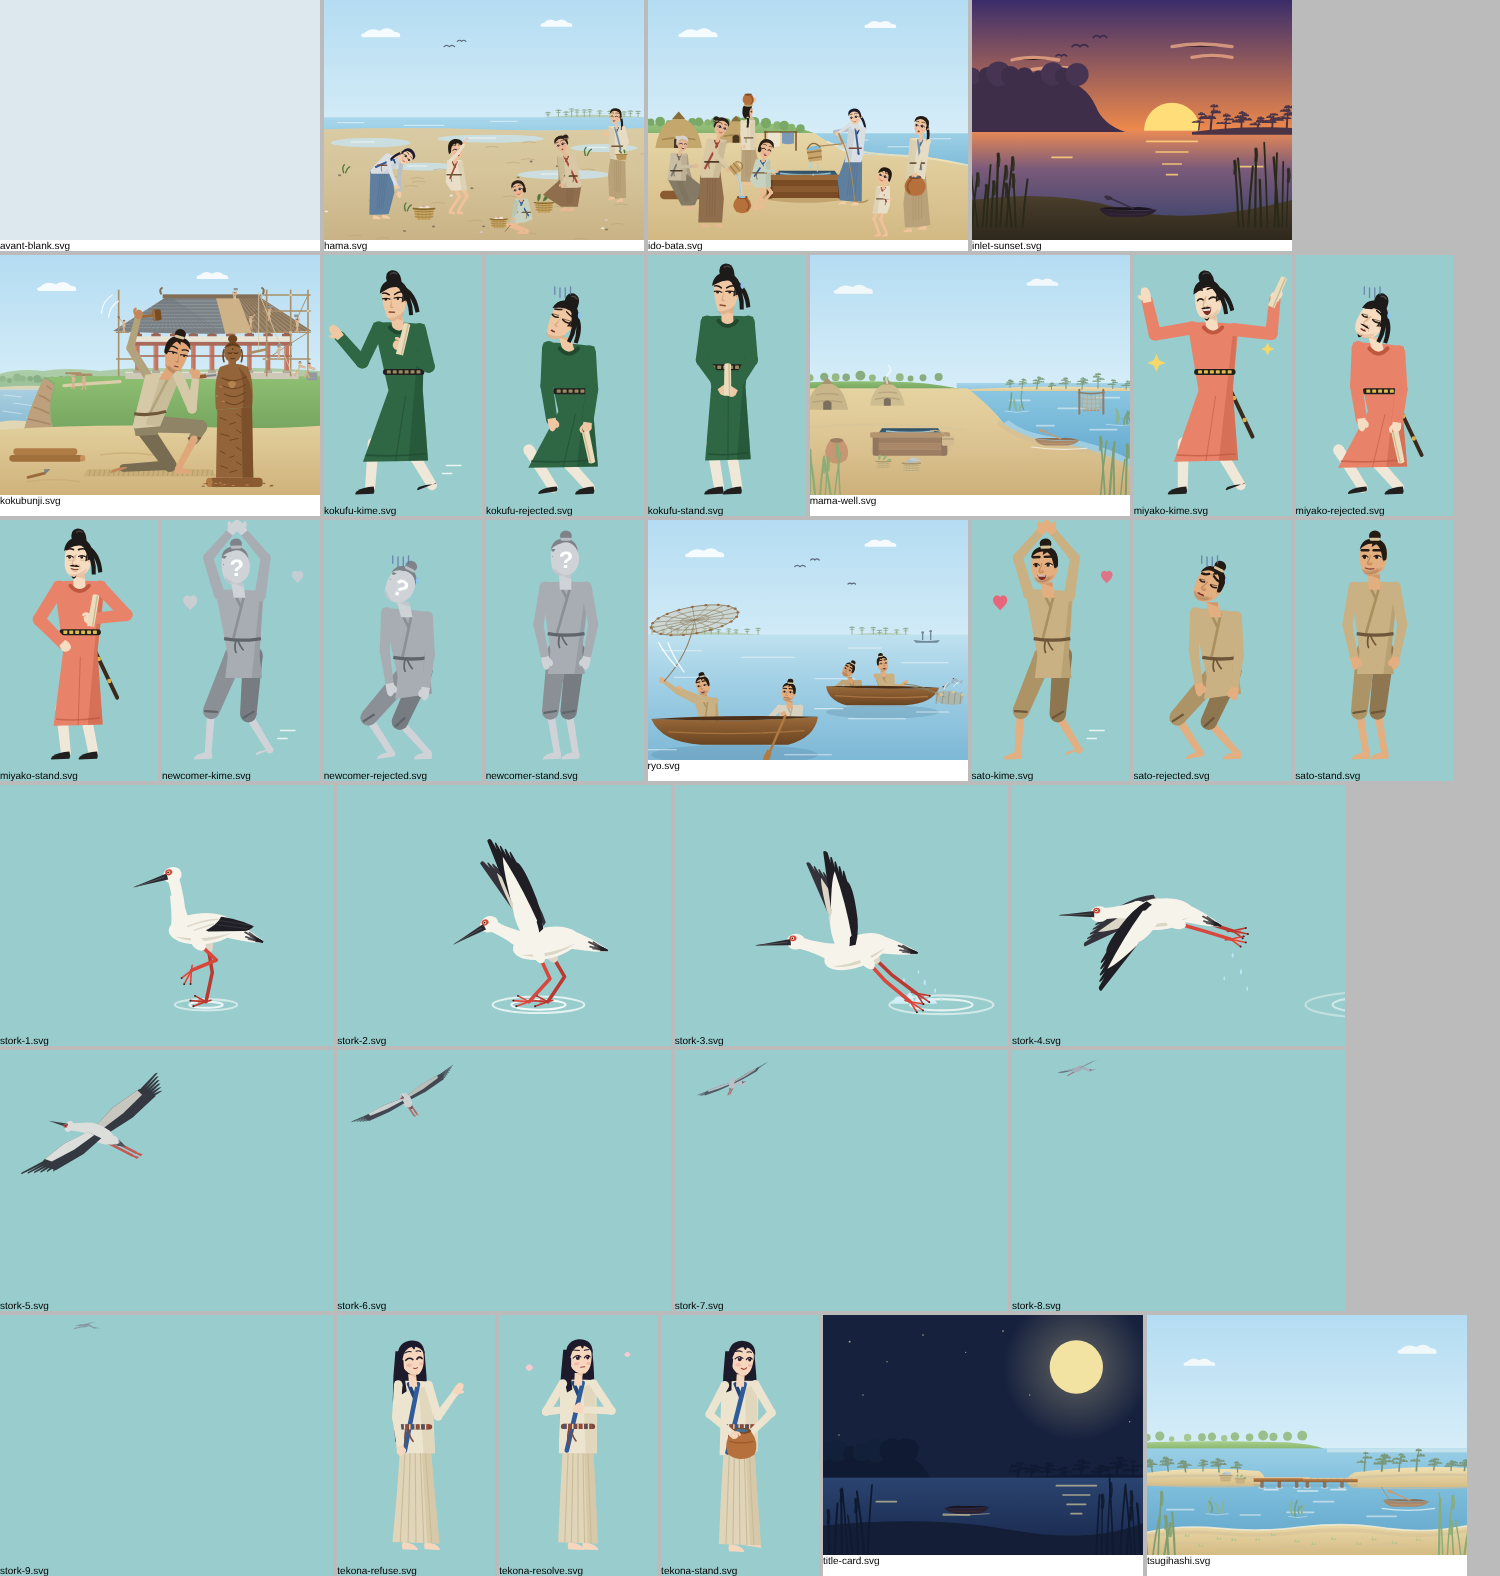 avant-blank.svg
hama.svg
ido-bata.svg
inlet-sunset.svg
kokubunji.svg
kokufu-kime.svg
kokufu-rejected.svg
kokufu-stand.svg
mama-well.svg
miyako-kime.svg
miyako-rejected.svg
miyako-stand.svg
?
newcomer-kime.svg
?
newcomer-rejected.svg
?
newcomer-stand.svg
ryo.svg
sato-kime.svg
sato-rejected.svg
sato-stand.svg
stork-1.svg
stork-2.svg
stork-3.svg
stork-4.svg
stork-5.svg
stork-6.svg
stork-7.svg
stork-8.svg
stork-9.svg
tekona-refuse.svg
tekona-resolve.svg
tekona-stand.svg
title-card.svg
tsugihashi.svg